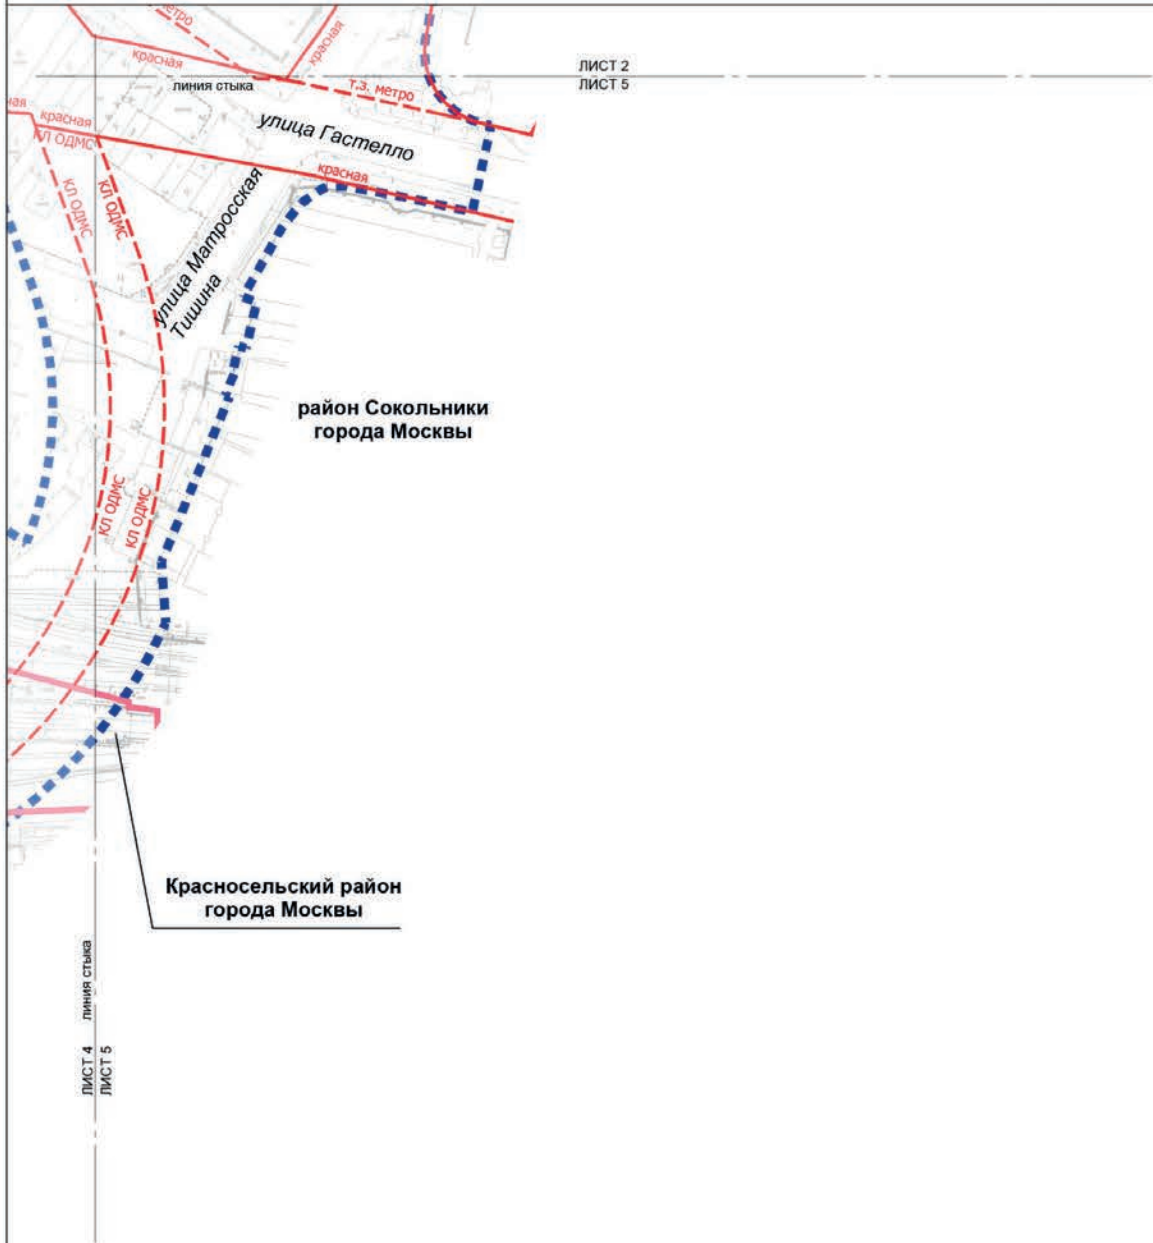 метро
красная
красная
ЛИСТ 2
линия стыка
т.з. метро
ЛИСТ 5
ная
красная
КЛ ОДМС
улица Гастелло
красная
КЛ ОДМС
КЛ ОДМС
улица Матросская
Тишина
район Сокольники
города Москвы
КЛ ОДМС
КЛ ОДМС
Красносельский район
города Москвы
линия стыка
ЛИСТ 4
ЛИСТ 5